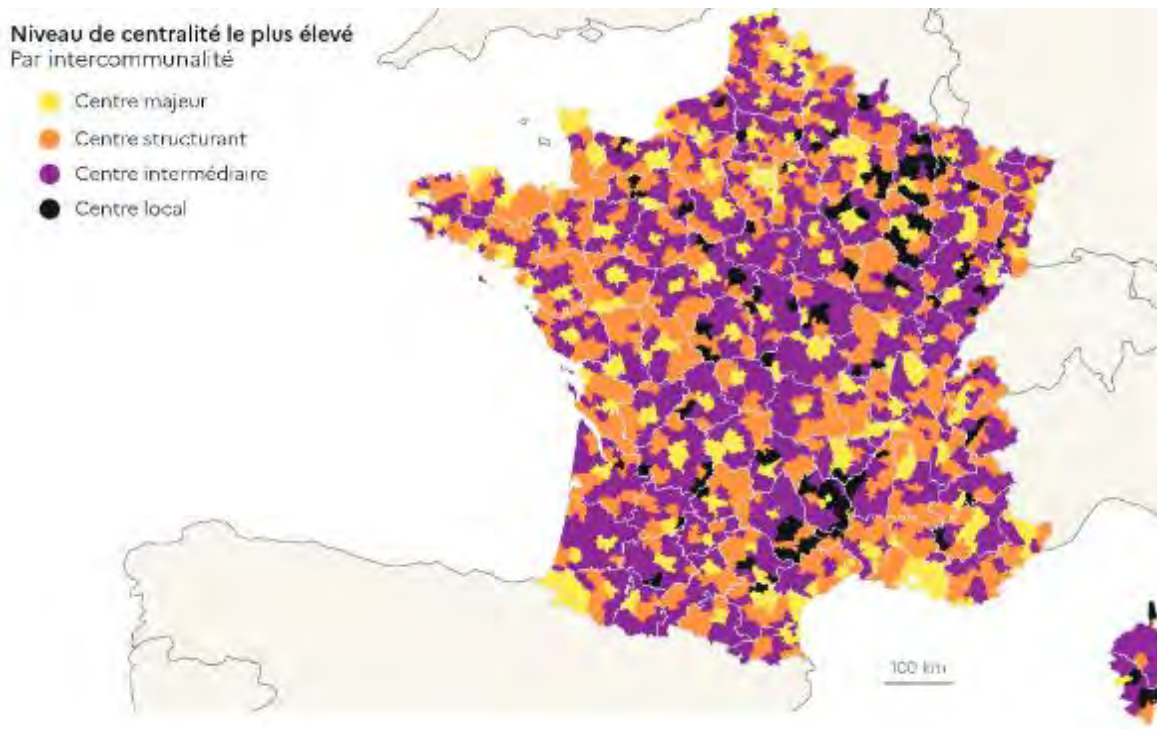 Niveau de centralité le plus élevé
Par intercommunalité
Centre majeur
Centre structurant
Centre intermédiaire
Centre local
100 km